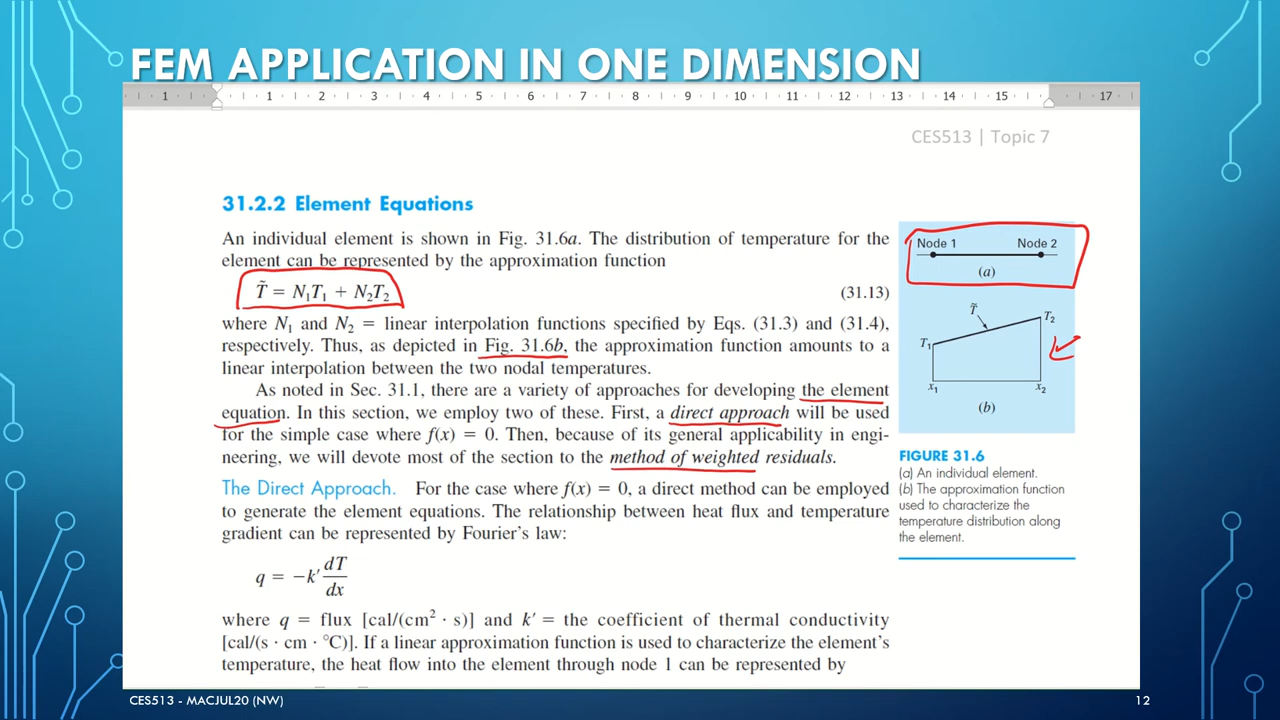 FEM APPLICATION IN ONE DIMENSION
1 1 2 3 4 5 6 7 8 9 10 11 12 13 14 15 17
CES513 | Topic 7
31.2.2 Element Equations
An individual element is shown in Fig. 31.6a. The distribution of temperature for the
element can be represented by the approximation function
T̃ = N₁T₁ + N₂T₂ (31.13)
where N₁ and N₂ = linear interpolation functions specified by Eqs. (31.3) and (31.4),
respectively. Thus, as depicted in Fig. 31.6b, the approximation function amounts to a
linear interpolation between the two nodal temperatures.
As noted in Sec. 31.1, there are a variety of approaches for developing the element
equation. In this section, we employ two of these. First, a direct approach will be used
for the simple case where f(x) = 0. Then, because of its general applicability in engi-
neering, we will devote most of the section to the method of weighted residuals.
The Direct Approach. For the case where f(x) = 0, a direct method can be employed
to generate the element equations. The relationship between heat flux and temperature
gradient can be represented by Fourier's law:
q = −k′ dT/dx
where q = flux [cal/(cm² · s)] and k′ = the coefficient of thermal conductivity
[cal/(s · cm · °C)]. If a linear approximation function is used to characterize the element's
temperature, the heat flow into the element through node 1 can be represented by
Node 1 Node 2
(a)
T̃
T₂
T₁
x₁ x₂
(b)
FIGURE 31.6
(a) An individual element.
(b) The approximation function
used to characterize the
temperature distribution along
the element.
CES513 - MACJUL20 (NW) 12